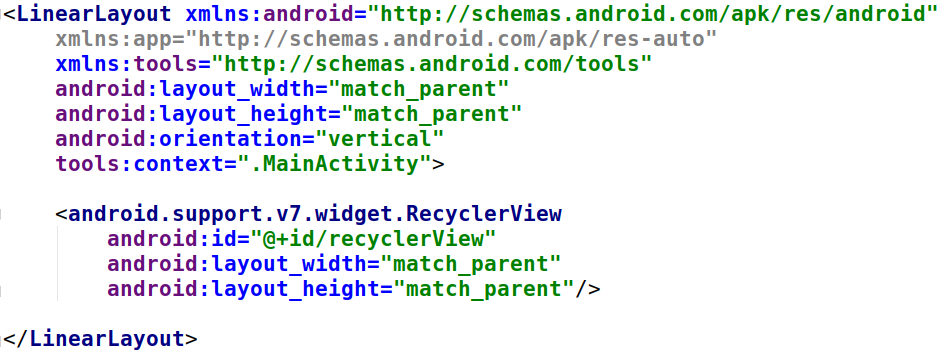 <LinearLayout xmlns:android="http://schemas.android.com/apk/res/android"
    xmlns:app="http://schemas.android.com/apk/res-auto"
    xmlns:tools="http://schemas.android.com/tools"
    android:layout_width="match_parent"
    android:layout_height="match_parent"
    android:orientation="vertical"
    tools:context=".MainActivity">

    <android.support.v7.widget.RecyclerView
        android:id="@+id/recyclerView"
        android:layout_width="match_parent"
        android:layout_height="match_parent"/>

</LinearLayout>